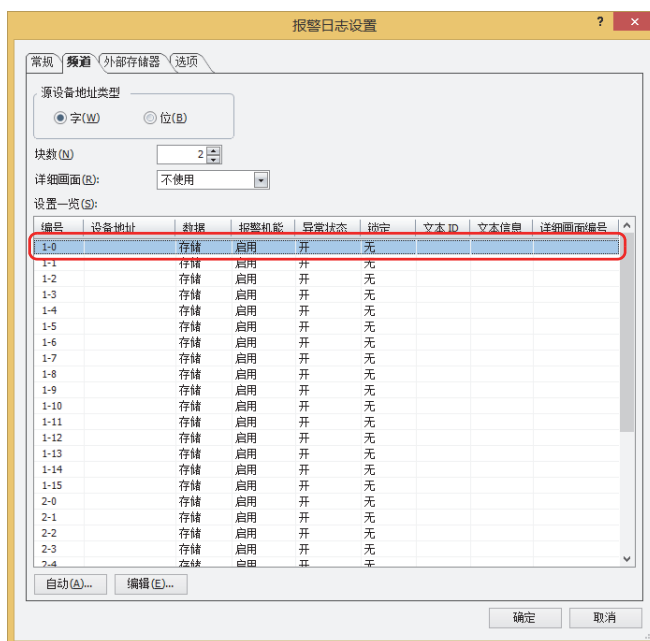 报警日志设置 ? ×
常规 频道 外部存储器 选项
源设备地址类型
字(W) 位(B)
块数(N) 2
详细画面(R): 不使用
设置一览(S):
编号 设备地址 数据 报警机能 异常状态 锁定 文本 ID 文本信息 详细画面编号
1-0 存储 启用 开 无
1-1 存储 启用 开 无
1-2 存储 启用 开 无
1-3 存储 启用 开 无
1-4 存储 启用 开 无
1-5 存储 启用 开 无
1-6 存储 启用 开 无
1-7 存储 启用 开 无
1-8 存储 启用 开 无
1-9 存储 启用 开 无
1-10 存储 启用 开 无
1-11 存储 启用 开 无
1-12 存储 启用 开 无
1-13 存储 启用 开 无
1-14 存储 启用 开 无
1-15 存储 启用 开 无
2-0 存储 启用 开 无
2-1 存储 启用 开 无
2-2 存储 启用 开 无
2-3 存储 启用 开 无
2-4 存储 启用 开 无
自动(A)... 编辑(E)...
确定 取消